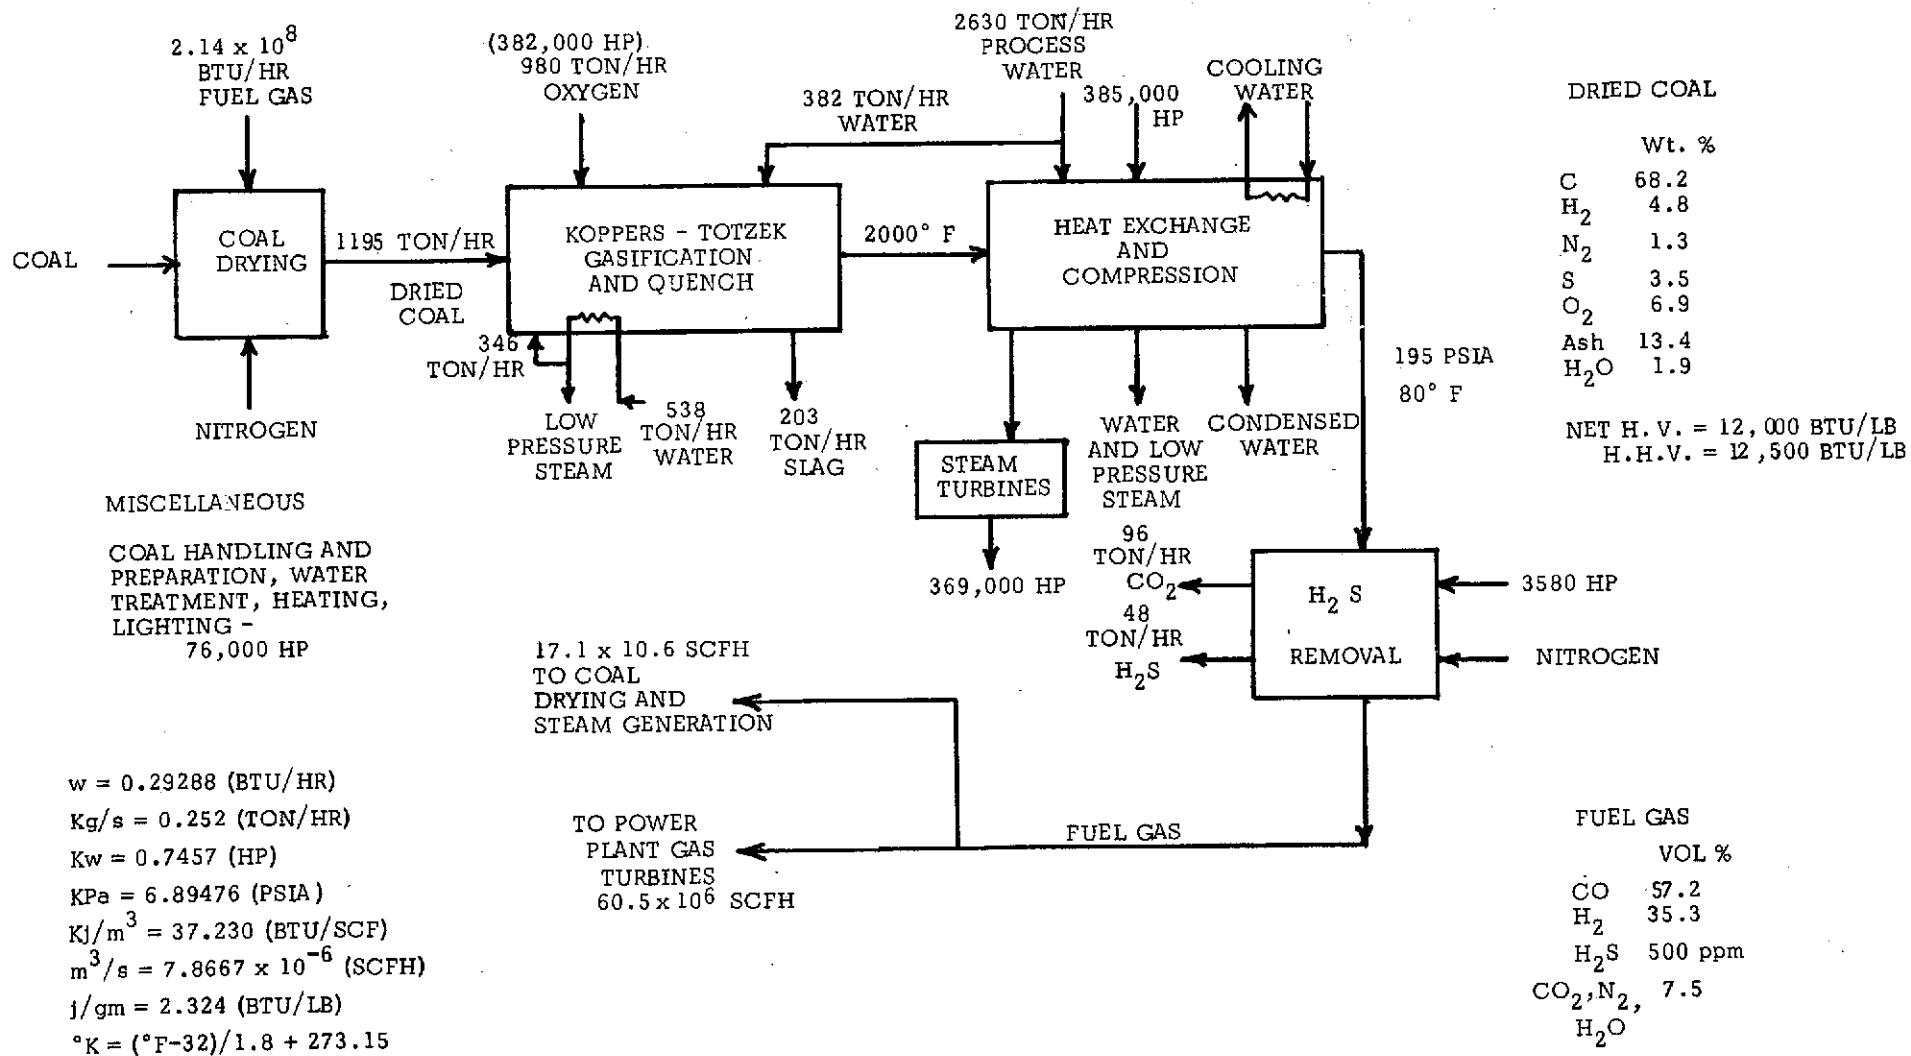 2.14 x 10⁸
BTU/HR
FUEL GAS
(382,000 HP)
980 TON/HR
OXYGEN
382 TON/HR
WATER
2630 TON/HR
PROCESS
WATER
385,000
HP
COOLING
WATER
COAL
COAL
DRYING
1195 TON/HR
DRIED
COAL
KOPPERS - TOTZEK
GASIFICATION
AND QUENCH
2000° F
HEAT EXCHANGE
AND
COMPRESSION
195 PSIA
80° F
NITROGEN
346
TON/HR
LOW
PRESSURE
STEAM
538
TON/HR
WATER
203
TON/HR
SLAG
STEAM
TURBINES
369,000 HP
WATER
AND LOW
PRESSURE
STEAM
CONDENSED
WATER
DRIED COAL
Wt. %
C 68.2
H₂ 4.8
N₂ 1.3
S 3.5
O₂ 6.9
Ash 13.4
H₂O 1.9
NET H. V. = 12,000 BTU/LB
H.H.V. = 12,500 BTU/LB
MISCELLANEOUS
COAL HANDLING AND
PREPARATION, WATER
TREATMENT, HEATING,
LIGHTING -
76,000 HP
96
TON/HR
CO₂
48
TON/HR
H₂S
H₂ S
REMOVAL
3580 HP
NITROGEN
17.1 x 10.6 SCFH
TO COAL
DRYING AND
STEAM GENERATION
TO POWER
PLANT GAS
TURBINES
60.5 x 10⁶ SCFH
FUEL GAS
w = 0.29288 (BTU/HR)
Kg/s = 0.252 (TON/HR)
Kw = 0.7457 (HP)
KPa = 6.89476 (PSIA)
Kj/m³ = 37.230 (BTU/SCF)
m³/s = 7.8667 x 10⁻⁶ (SCFH)
j/gm = 2.324 (BTU/LB)
°K = (°F-32)/1.8 + 273.15
FUEL GAS
VOL %
CO 57.2
H₂ 35.3
H₂S 500 ppm
CO₂,N₂, 7.5
H₂O